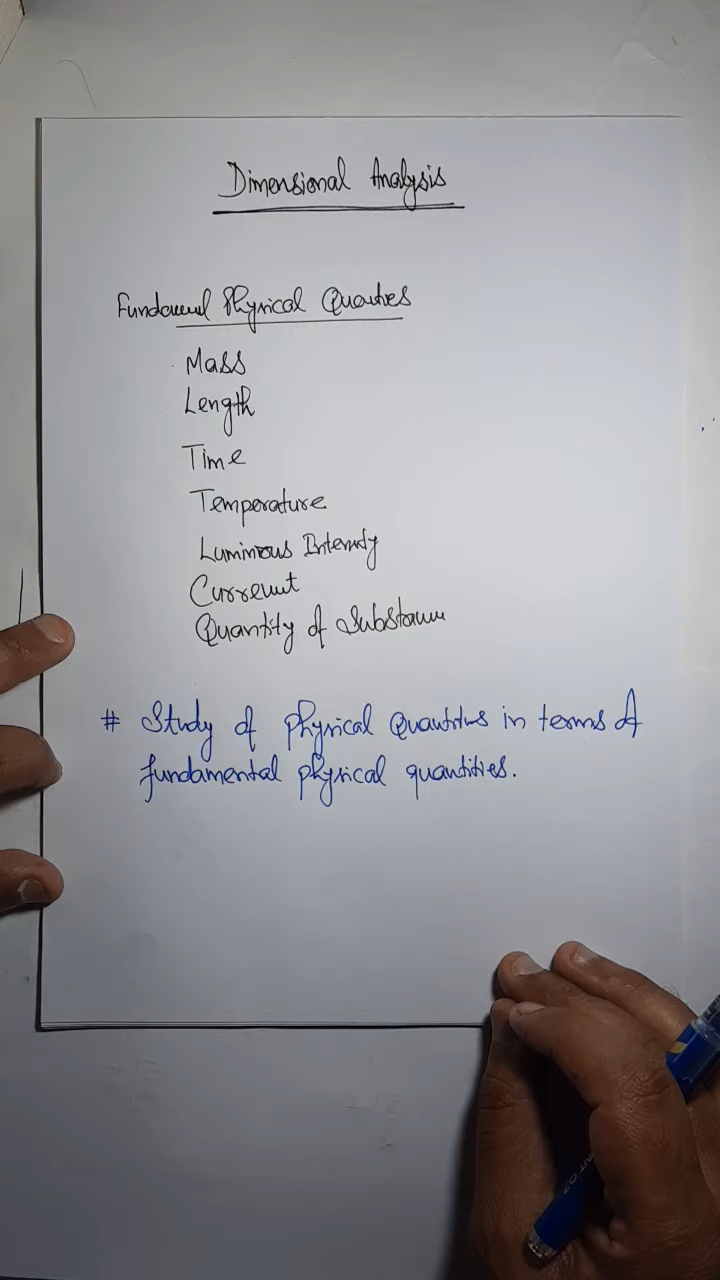 Dimensional Analysis
Fundamental Physical Quantities
Mass
Length
Time
Temperature
Luminous Intensity
Current
Quantity of Substance
# Study of physical Quantities in terms of
fundamental physical quantities.